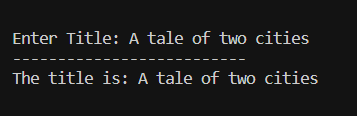 Enter Title: A tale of two cities
--------------------------
The title is: A tale of two cities